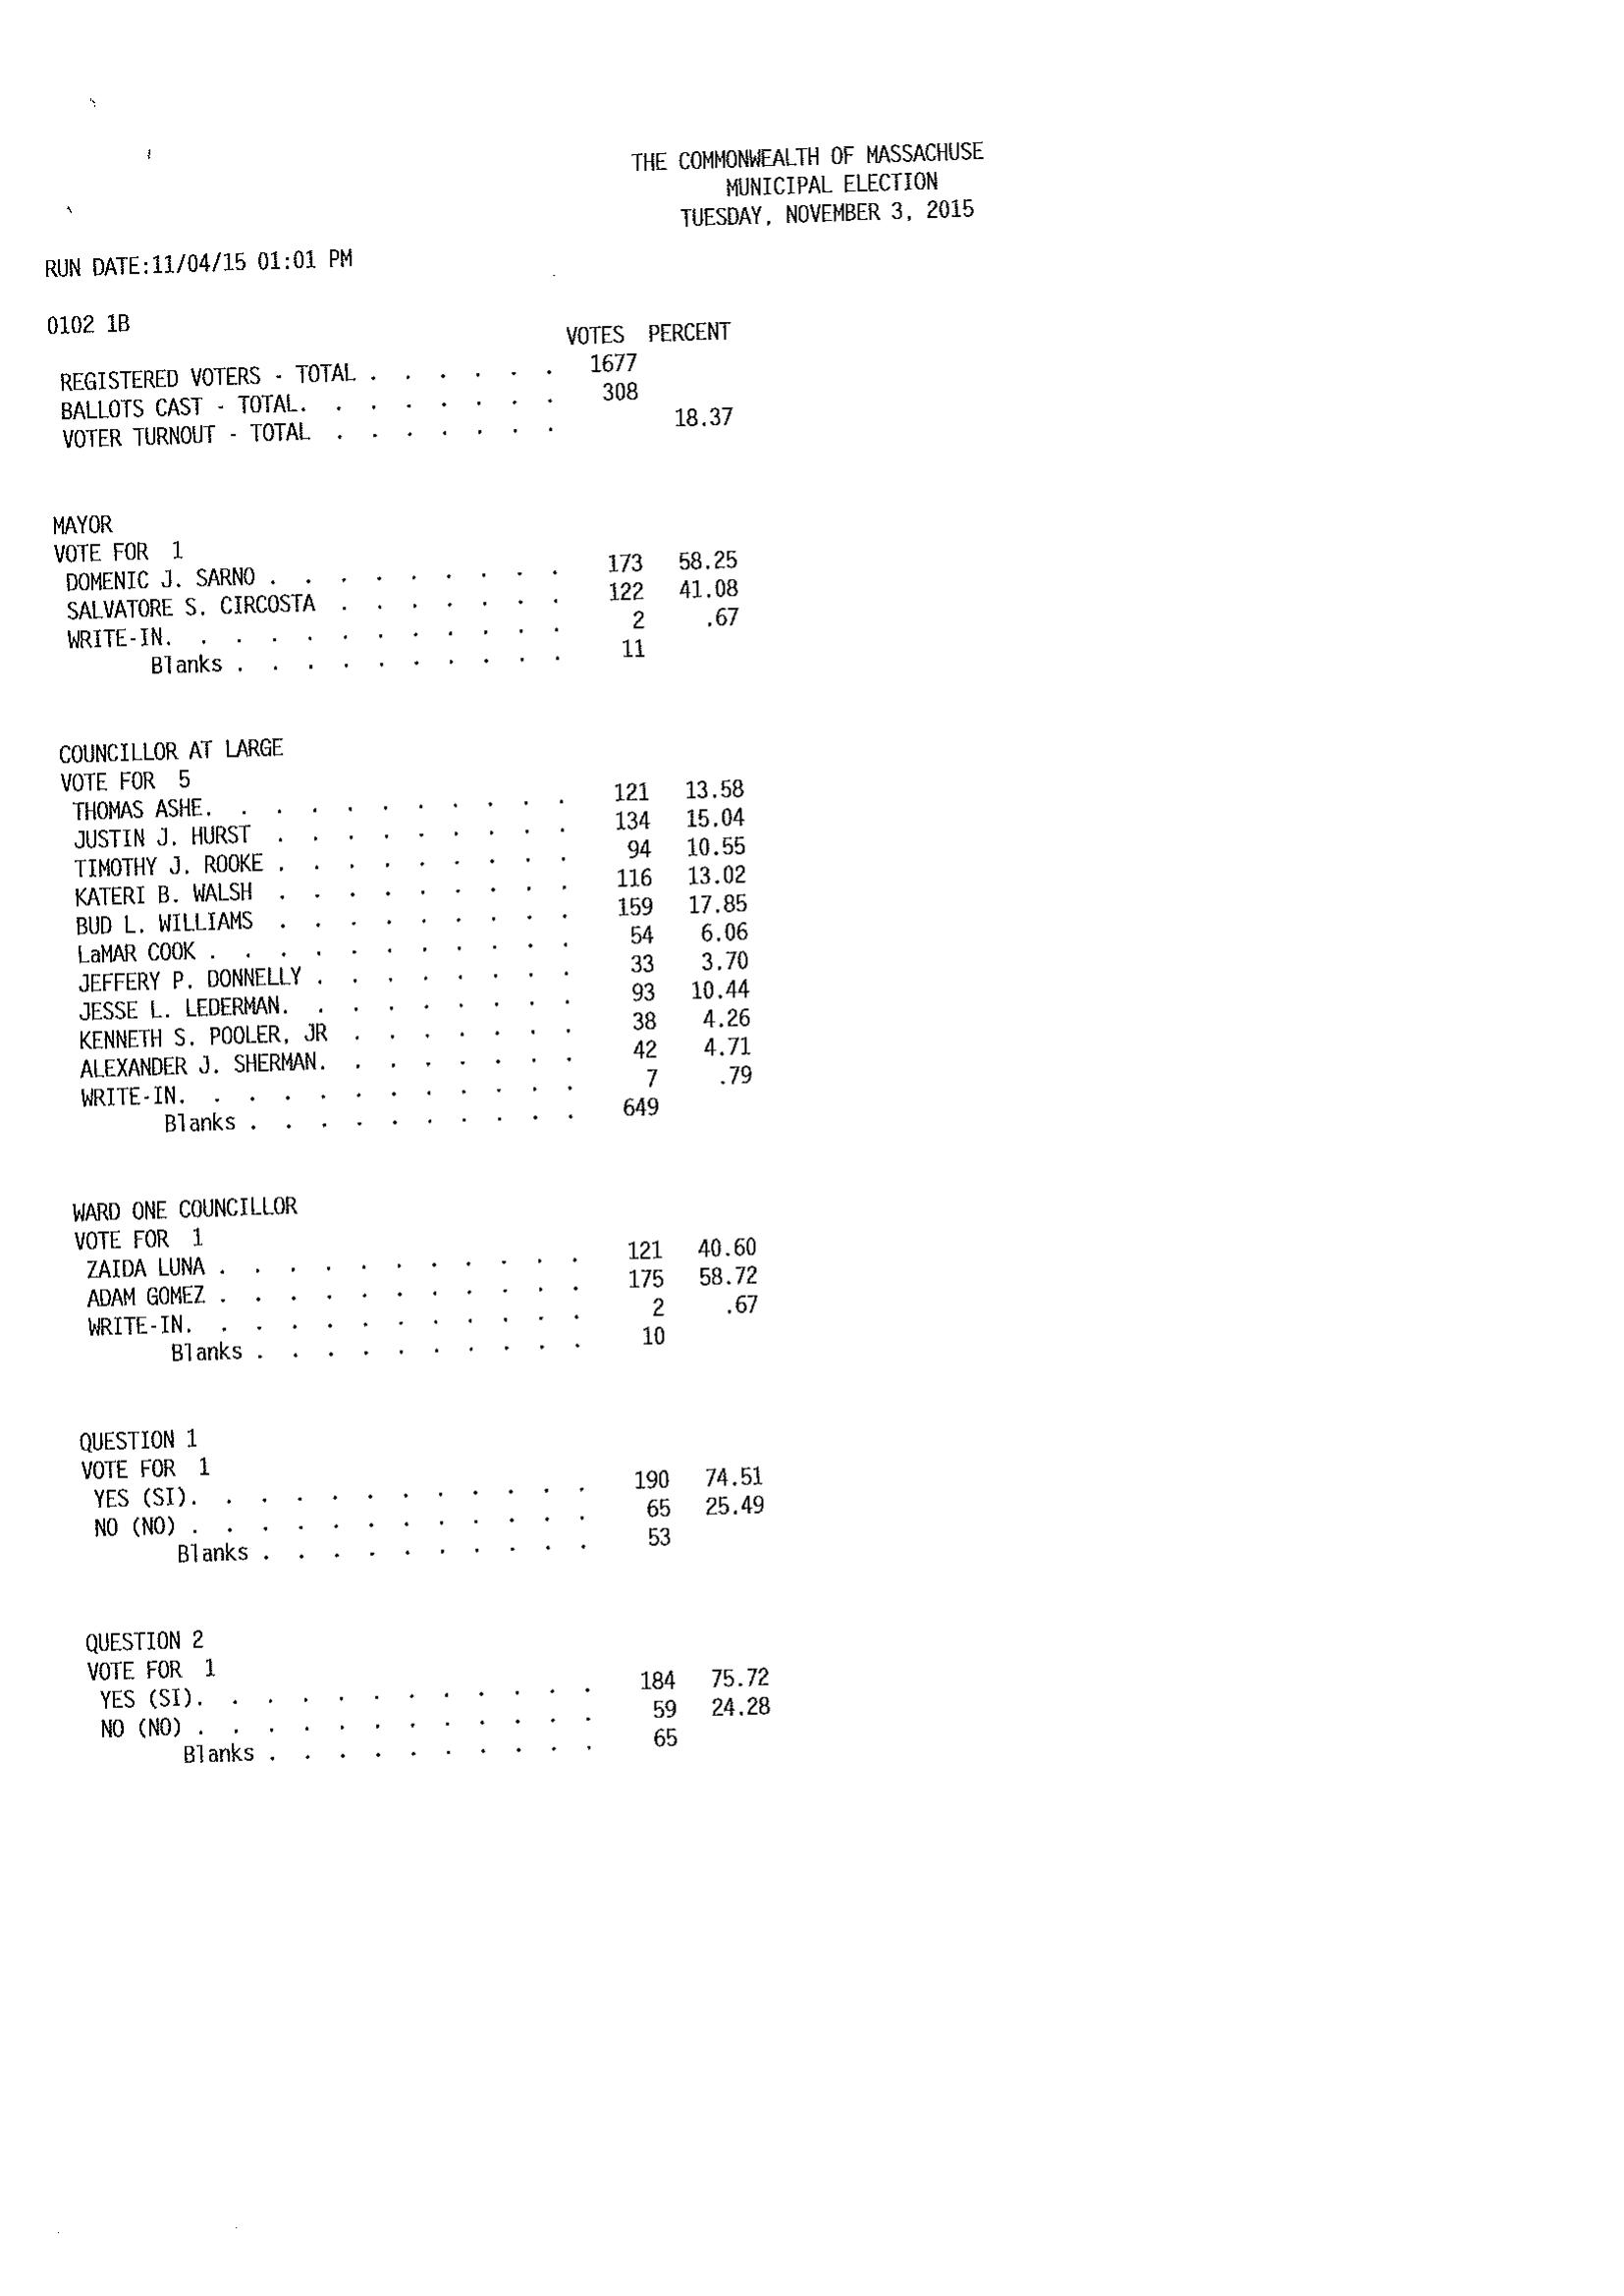 THE COMMONWEALTH OF MASSACHUSE
MUNICIPAL ELECTION
TUESDAY, NOVEMBER 3, 2015
RUN DATE:11/04/15 01:01 PM
0102 1B
VOTES PERCENT
REGISTERED VOTERS - TOTAL . . . . . . 1677
BALLOTS CAST - TOTAL. . . . . . . . 308
VOTER TURNOUT - TOTAL . . . . . . . 18.37
MAYOR
VOTE FOR 1
DOMENIC J. SARNO . . . . . . . . . 173 58.25
SALVATORE S. CIRCOSTA . . . . . . . 122 41.08
WRITE-IN. . . . . . . . . . . . 2 .67
Blanks . . . . . . . . . . 11
COUNCILLOR AT LARGE
VOTE FOR 5
THOMAS ASHE. . . . . . . . . . . 121 13.58
JUSTIN J. HURST . . . . . . . . . 134 15.04
TIMOTHY J. ROOKE . . . . . . . . . 94 10.55
KATERI B. WALSH . . . . . . . . . 116 13.02
BUD L. WILLIAMS . . . . . . . . . 159 17.85
LaMAR COOK . . . . . . . . . . . 54 6.06
JEFFERY P. DONNELLY . . . . . . . . 33 3.70
JESSE L. LEDERMAN. . . . . . . . . 93 10.44
KENNETH S. POOLER, JR . . . . . . . 38 4.26
ALEXANDER J. SHERMAN. . . . . . . . 42 4.71
WRITE-IN. . . . . . . . . . . . 7 .79
Blanks . . . . . . . . . . 649
WARD ONE COUNCILLOR
VOTE FOR 1
ZAIDA LUNA . . . . . . . . . . . 121 40.60
ADAM GOMEZ . . . . . . . . . . . 175 58.72
WRITE-IN. . . . . . . . . . . . 2 .67
Blanks . . . . . . . . . . 10
QUESTION 1
VOTE FOR 1
YES (SI). . . . . . . . . . . . 190 74.51
NO (NO) . . . . . . . . . . . . 65 25.49
Blanks . . . . . . . . . . 53
QUESTION 2
VOTE FOR 1
YES (SI). . . . . . . . . . . . 184 75.72
NO (NO) . . . . . . . . . . . . 59 24.28
Blanks . . . . . . . . . . 65